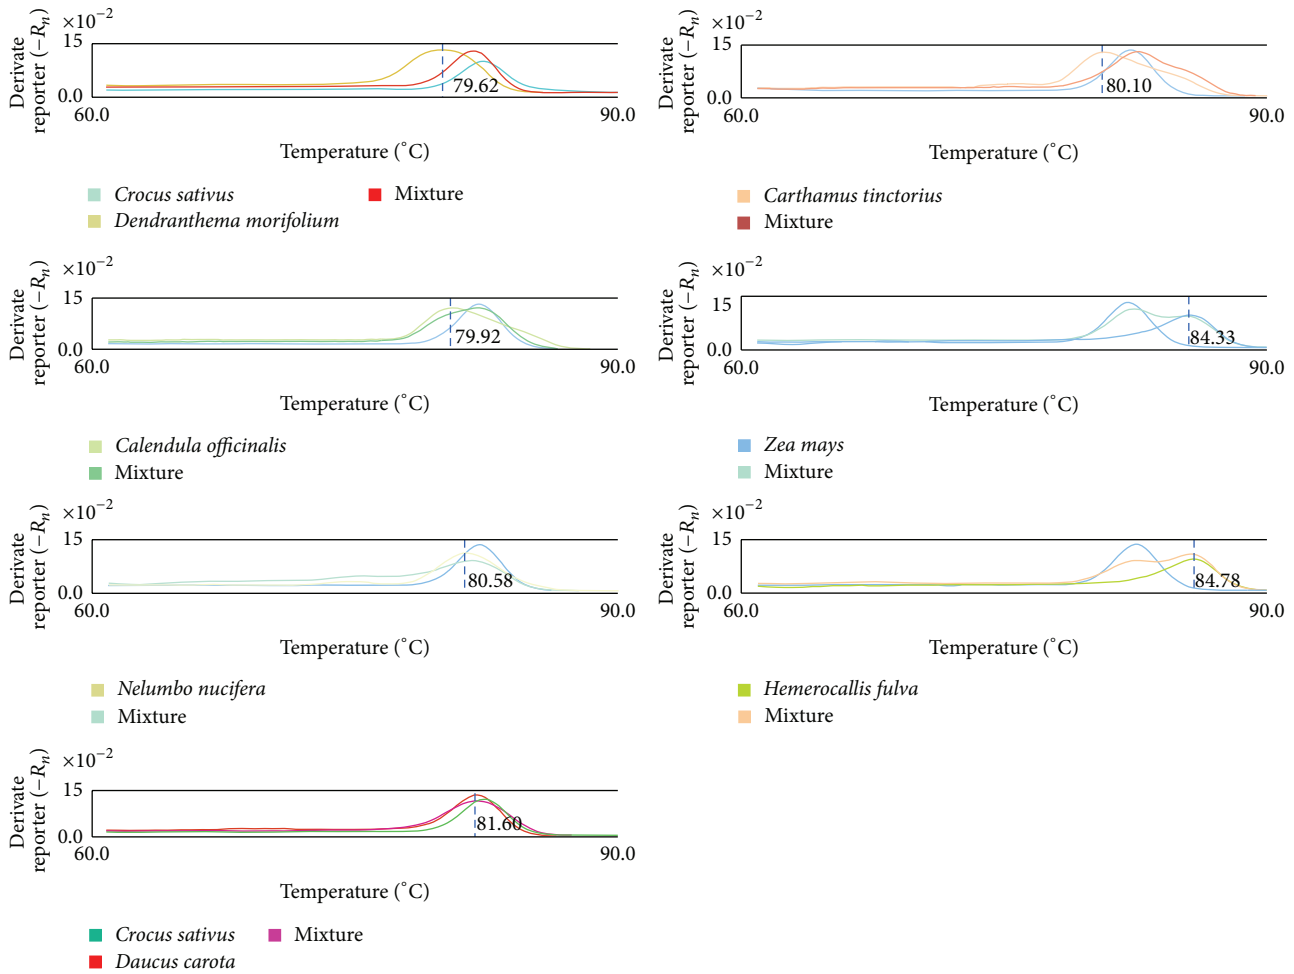 ×10−2
Derivate
reporter (−Rn)
15
0.0
79.62
60.0
90.0
Temperature (°C)
Crocus sativus
Mixture
Dendranthema morifolium
×10−2
Derivate
reporter (−Rn)
15
0.0
80.10
60.0
90.0
Temperature (°C)
Carthamus tinctorius
Mixture
×10−2
Derivate
reporter (−Rn)
15
0.0
79.92
60.0
90.0
Temperature (°C)
Calendula officinalis
Mixture
×10−2
Derivate
reporter (−Rn)
15
0.0
84.33
60.0
90.0
Temperature (°C)
Zea mays
Mixture
×10−2
Derivate
reporter (−Rn)
15
0.0
80.58
60.0
90.0
Temperature (°C)
Nelumbo nucifera
Mixture
×10−2
Derivate
reporter (−Rn)
15
0.0
84.78
60.0
90.0
Temperature (°C)
Hemerocallis fulva
Mixture
×10−2
Derivate
reporter (−Rn)
15
0.0
81.60
60.0
90.0
Temperature (°C)
Crocus sativus
Mixture
Daucus carota